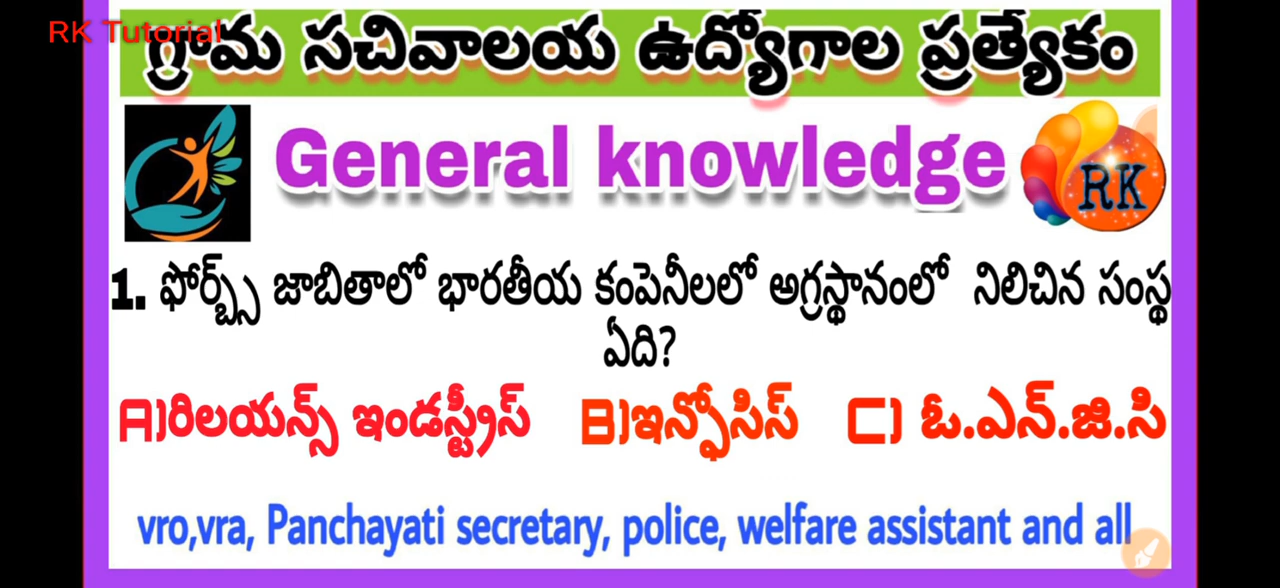 RK Tutorial
గ్రామ సచివాలయ ఉద్యోగాల ప్రత్యేకం
General knowledge
RK
1. ఫోర్బ్స్ జాబితాలో భారతీయ కంపెనీలలో అగ్రస్థానంలో నిలిచిన సంస్థ
ఏది?
A)రిలయన్స్ ఇండస్ట్రీస్ B)ఇన్ఫోసిస్ C) ఓ.ఎన్.జి.సి
vro,vra, Panchayati secretary, police, welfare assistant and all